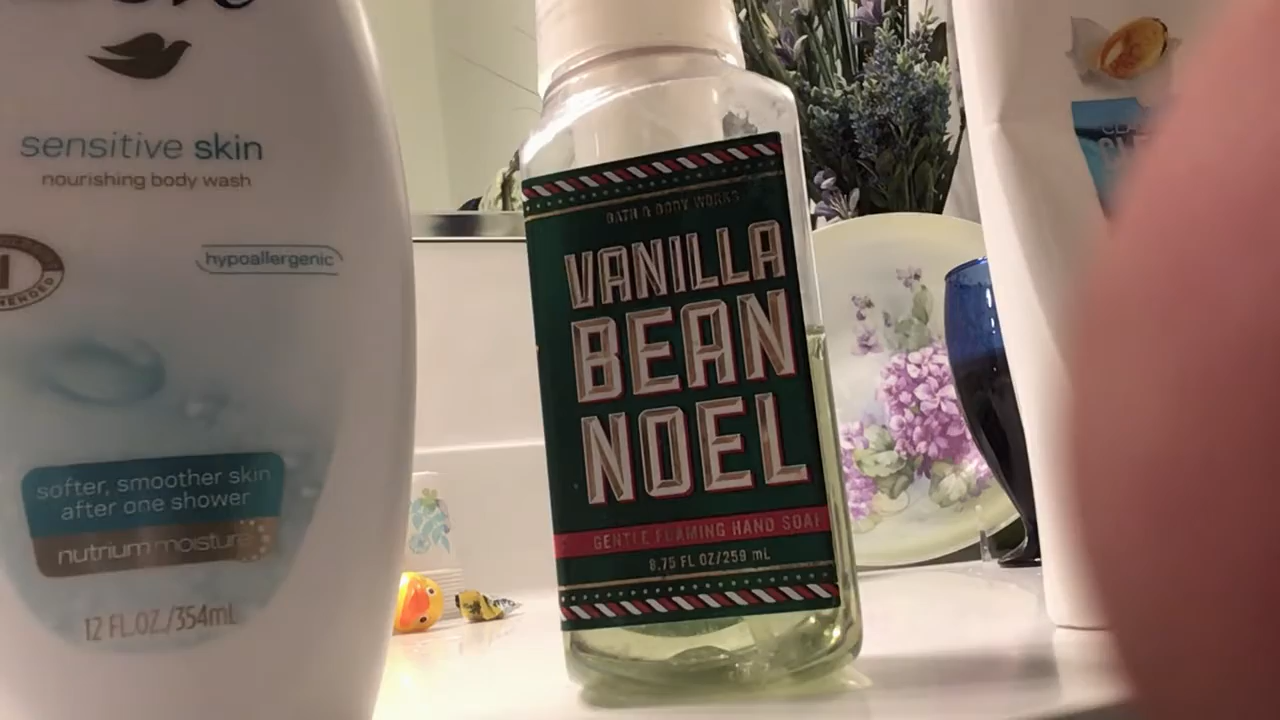 sensitive skin
nourishing body wash
hypoallergenic
softer, smoother skin
after one shower
nutrium moisture
12 FL.OZ./354mL
BATH & BODY WORKS
VANILLA
BEAN
NOEL
GENTLE FOAMING HAND SOAP
8.75 FL OZ/259 mL